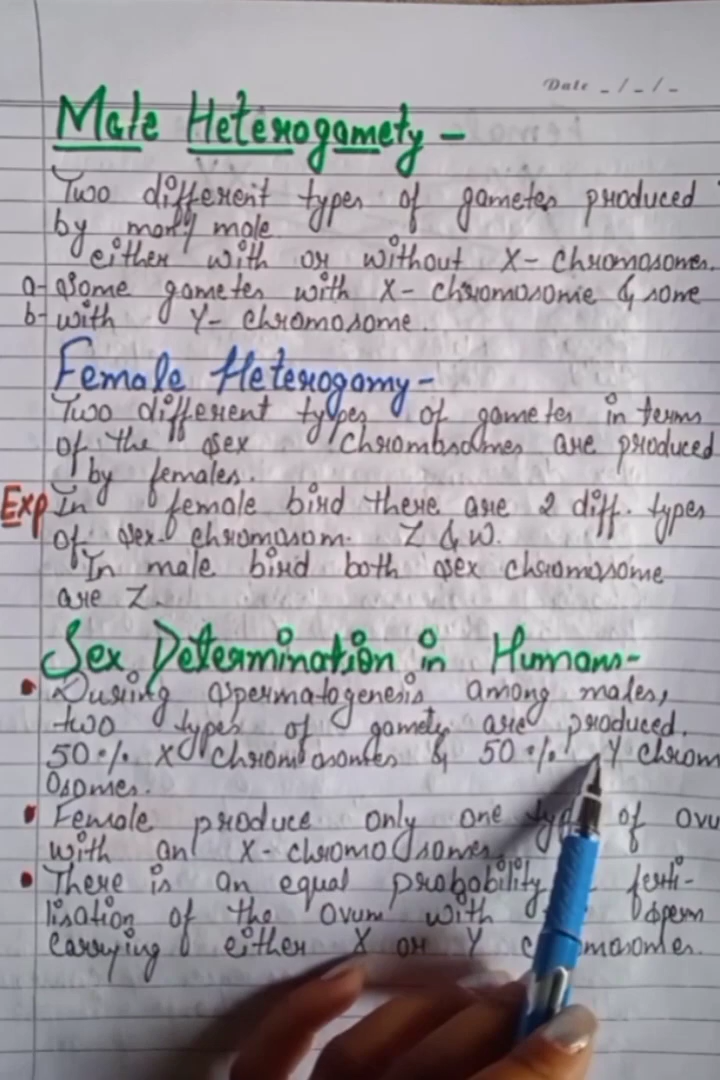 Date _/_/_
Male Heterogamety -
Two different types of gametes produced
by male
either with or without X- Chromosomes.
a- Some gametes with X- chromosome & some
b- with Y- chromosome.
Female Heterogamy-
Two different types of gametes in terms
of the sex chromosomes are produced
by females.
Exp In female bird there are 2 diff. types
of sex chromosom. Z & W.
In male bird both sex chromosome
are Z.
Sex Determination in Humans-
• During spermatogenesis among males,
two types of gamety are produced.
50% X chromosomes & 50% Y chrom
osomes.
• Female produce only one type of ovu
with an X- chromosomes.
• There is an equal probobility ferti-
lisation of the ovum with sperm
carrying either X or Y chromosomes.